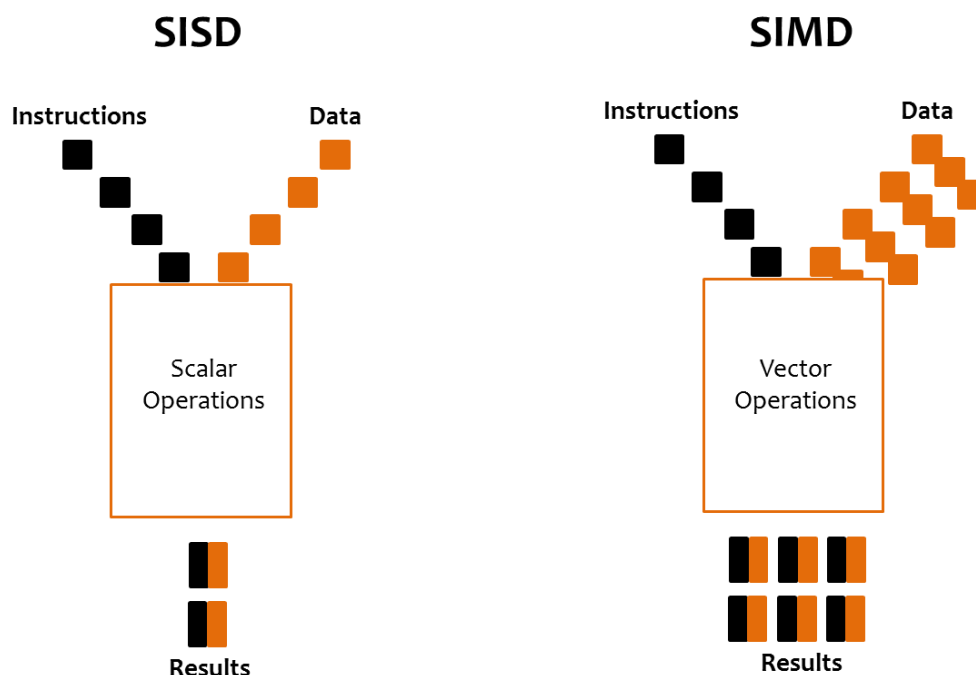 SISD
Instructions
Data
Scalar
Operations
Results
SIMD
Instructions
Data
Vector
Operations
Results